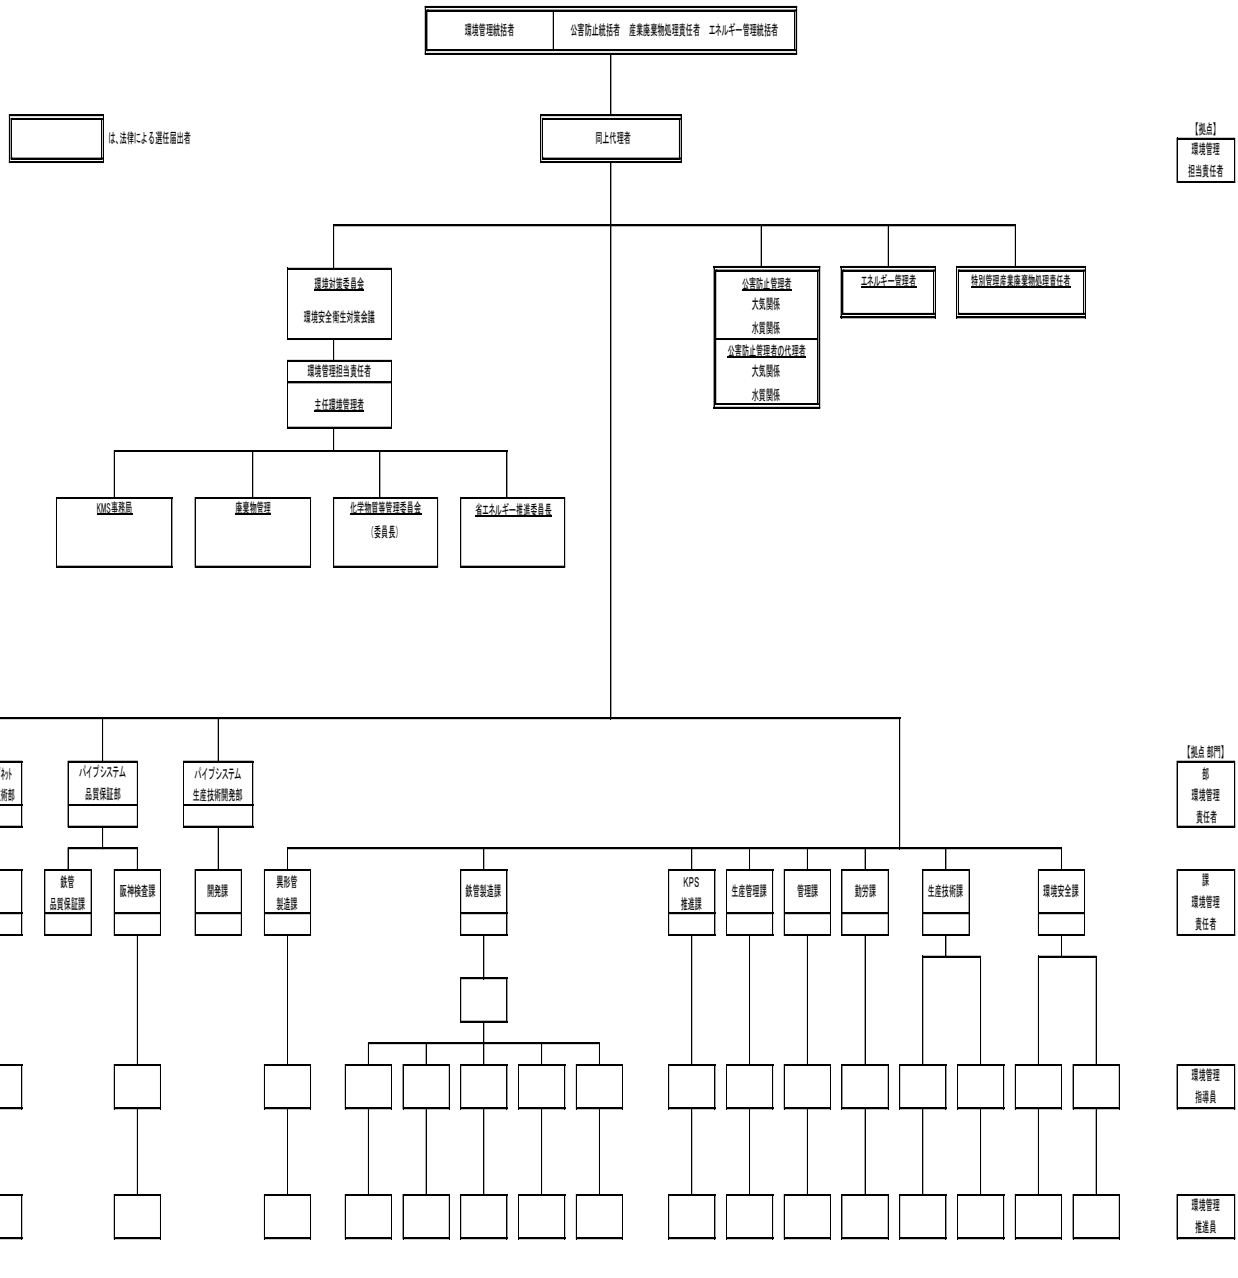 環境管理統括者 公害防止統括者 産業廃棄物処理責任者 エネルギー管理統括者
は、法律による選任届出者
同上代理者
【拠点】
環境管理
担当責任者
環境対策委員会
環境安全衛生対策会議
環境管理担当責任者
主任環境管理者
公害防止管理者
大気関係
水質関係
公害防止管理者の代理者
大気関係
水質関係
エネルギー管理者
特別管理産業廃棄物処理責任者
KMS事務局
廃棄物管理
化学物質等管理委員会
（委員長）
省エネルギー推進委員長
ネット
術部
パイプシステム
品質保証部
パイプシステム
生産技術開発部
【拠点 部門】
部
環境管理
責任者
鉄管
品質保証課
阪神検査課
開発課
異形管
製造課
鉄管製造課
KPS
推進課
生産管理課
管理課
勤労課
生産技術課
環境安全課
課
環境管理
責任者
環境管理
指導員
環境管理
推進員